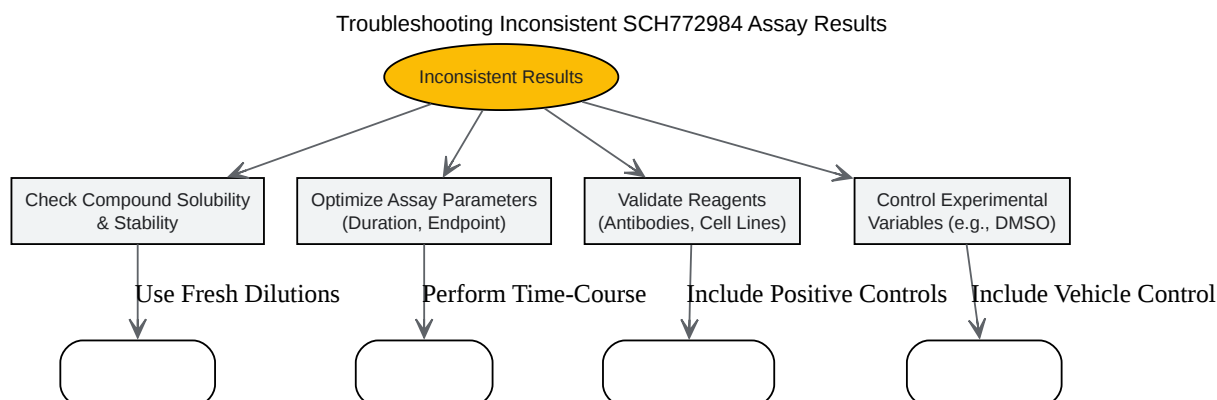 Troubleshooting Inconsistent SCH772984 Assay Results
Inconsistent Results
Check Compound Solubility
& Stability
Optimize Assay Parameters
(Duration, Endpoint)
Validate Reagents
(Antibodies, Cell Lines)
Control Experimental
Variables (e.g., DMSO)
Use Fresh Dilutions
Perform Time-Course
Include Positive Controls
Include Vehicle Control